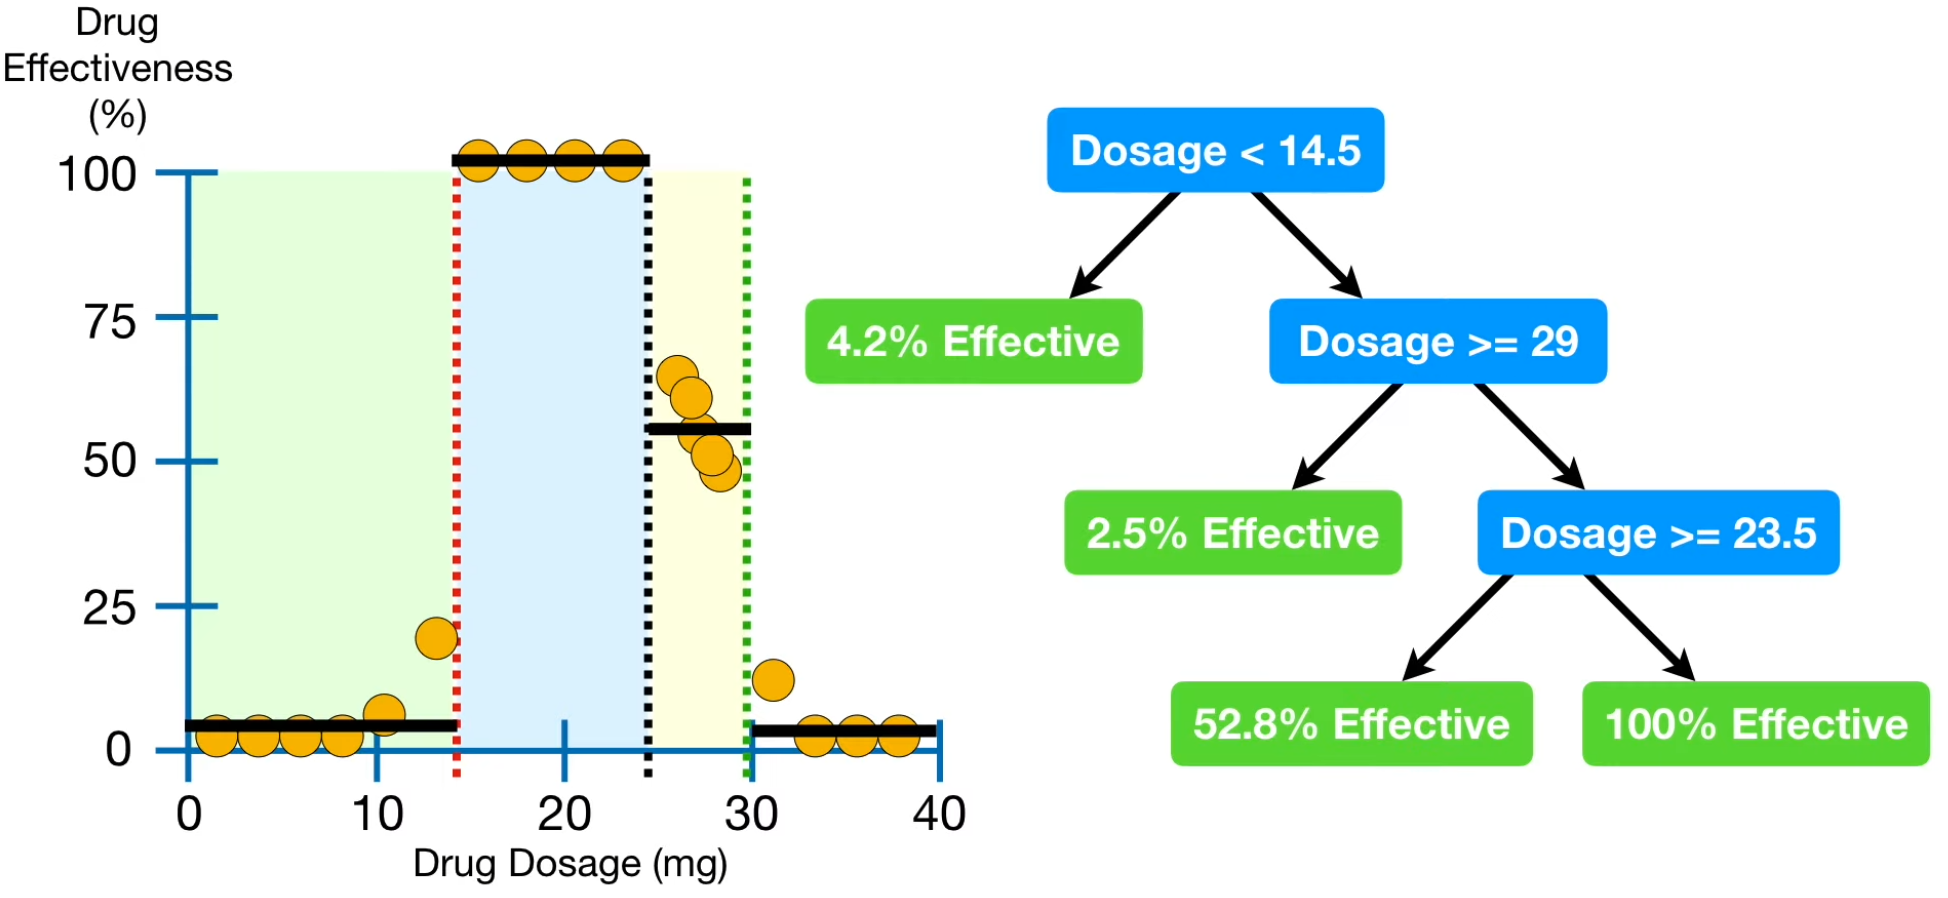 Drug
Effectiveness
(%)
100
75
50
25
0
0 10 20 30 40
Drug Dosage (mg)
Dosage < 14.5
4.2% Effective
Dosage >= 29
2.5% Effective
Dosage >= 23.5
52.8% Effective
100% Effective